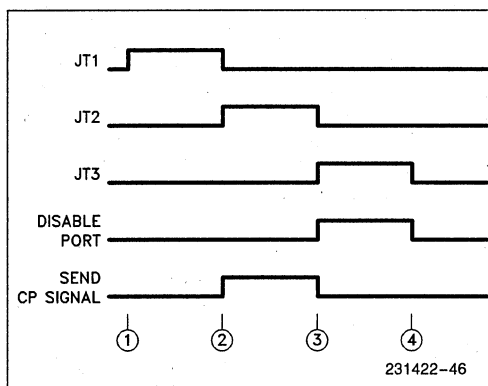 JT1
JT2
JT3
DISABLE
PORT
SEND
CP SIGNAL
① ② ③ ④
231422-46